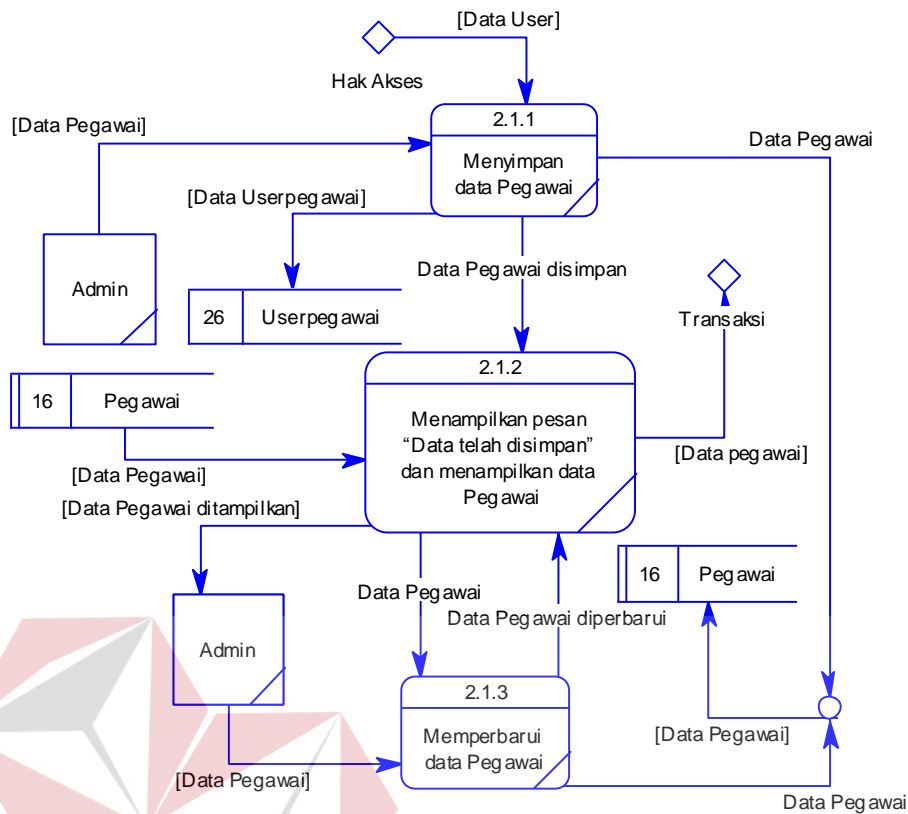 [Data User]
Hak Akses
[Data Pegawai]
2.1.1
Menyimpan
data Pegawai
Data Pegawai
[Data Userpegawai]
Admin
26 Userpegawai
Data Pegawai disimpan
Transaksi
2.1.2
Menampilkan pesan
“Data telah disimpan”
dan menampilkan data
Pegawai
16 Pegawai
[Data Pegawai]
[Data pegawai]
[Data Pegawai ditampilkan]
Data Pegawai
Data Pegawai diperbarui
16 Pegawai
Admin
2.1.3
Memperbarui
data Pegawai
[Data Pegawai]
[Data Pegawai]
Data Pegawai